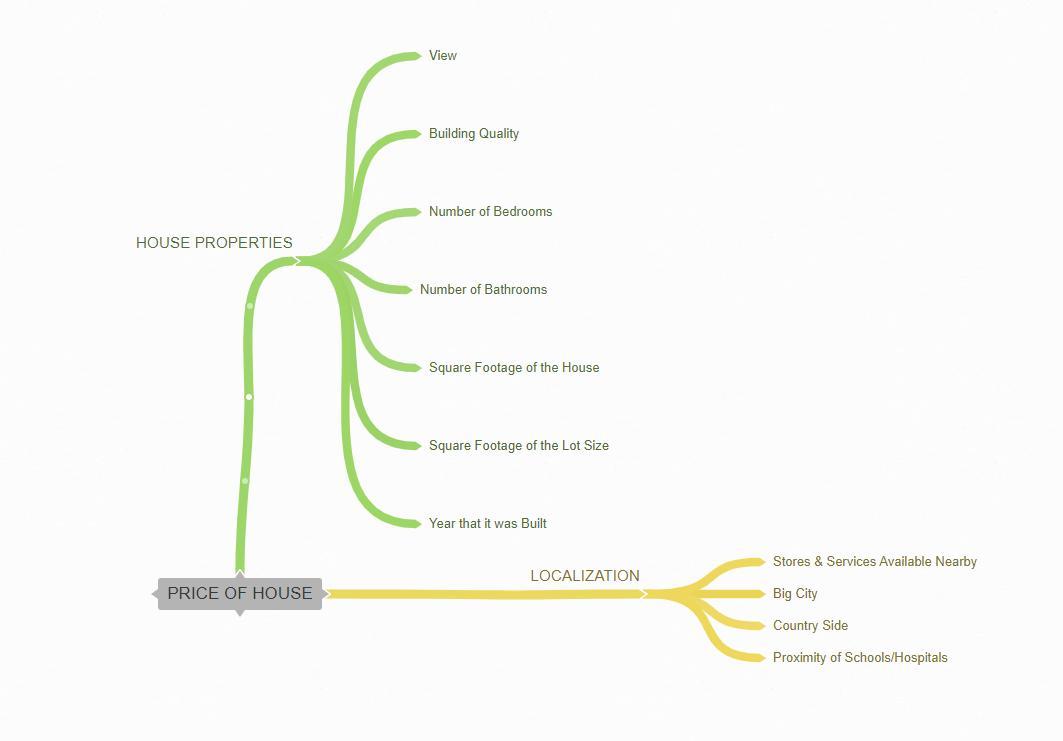 View
Building Quality
Number of Bedrooms
HOUSE PROPERTIES
Number of Bathrooms
Square Footage of the House
Square Footage of the Lot Size
Year that it was Built
PRICE OF HOUSE
LOCALIZATION
Stores & Services Available Nearby
Big City
Country Side
Proximity of Schools/Hospitals